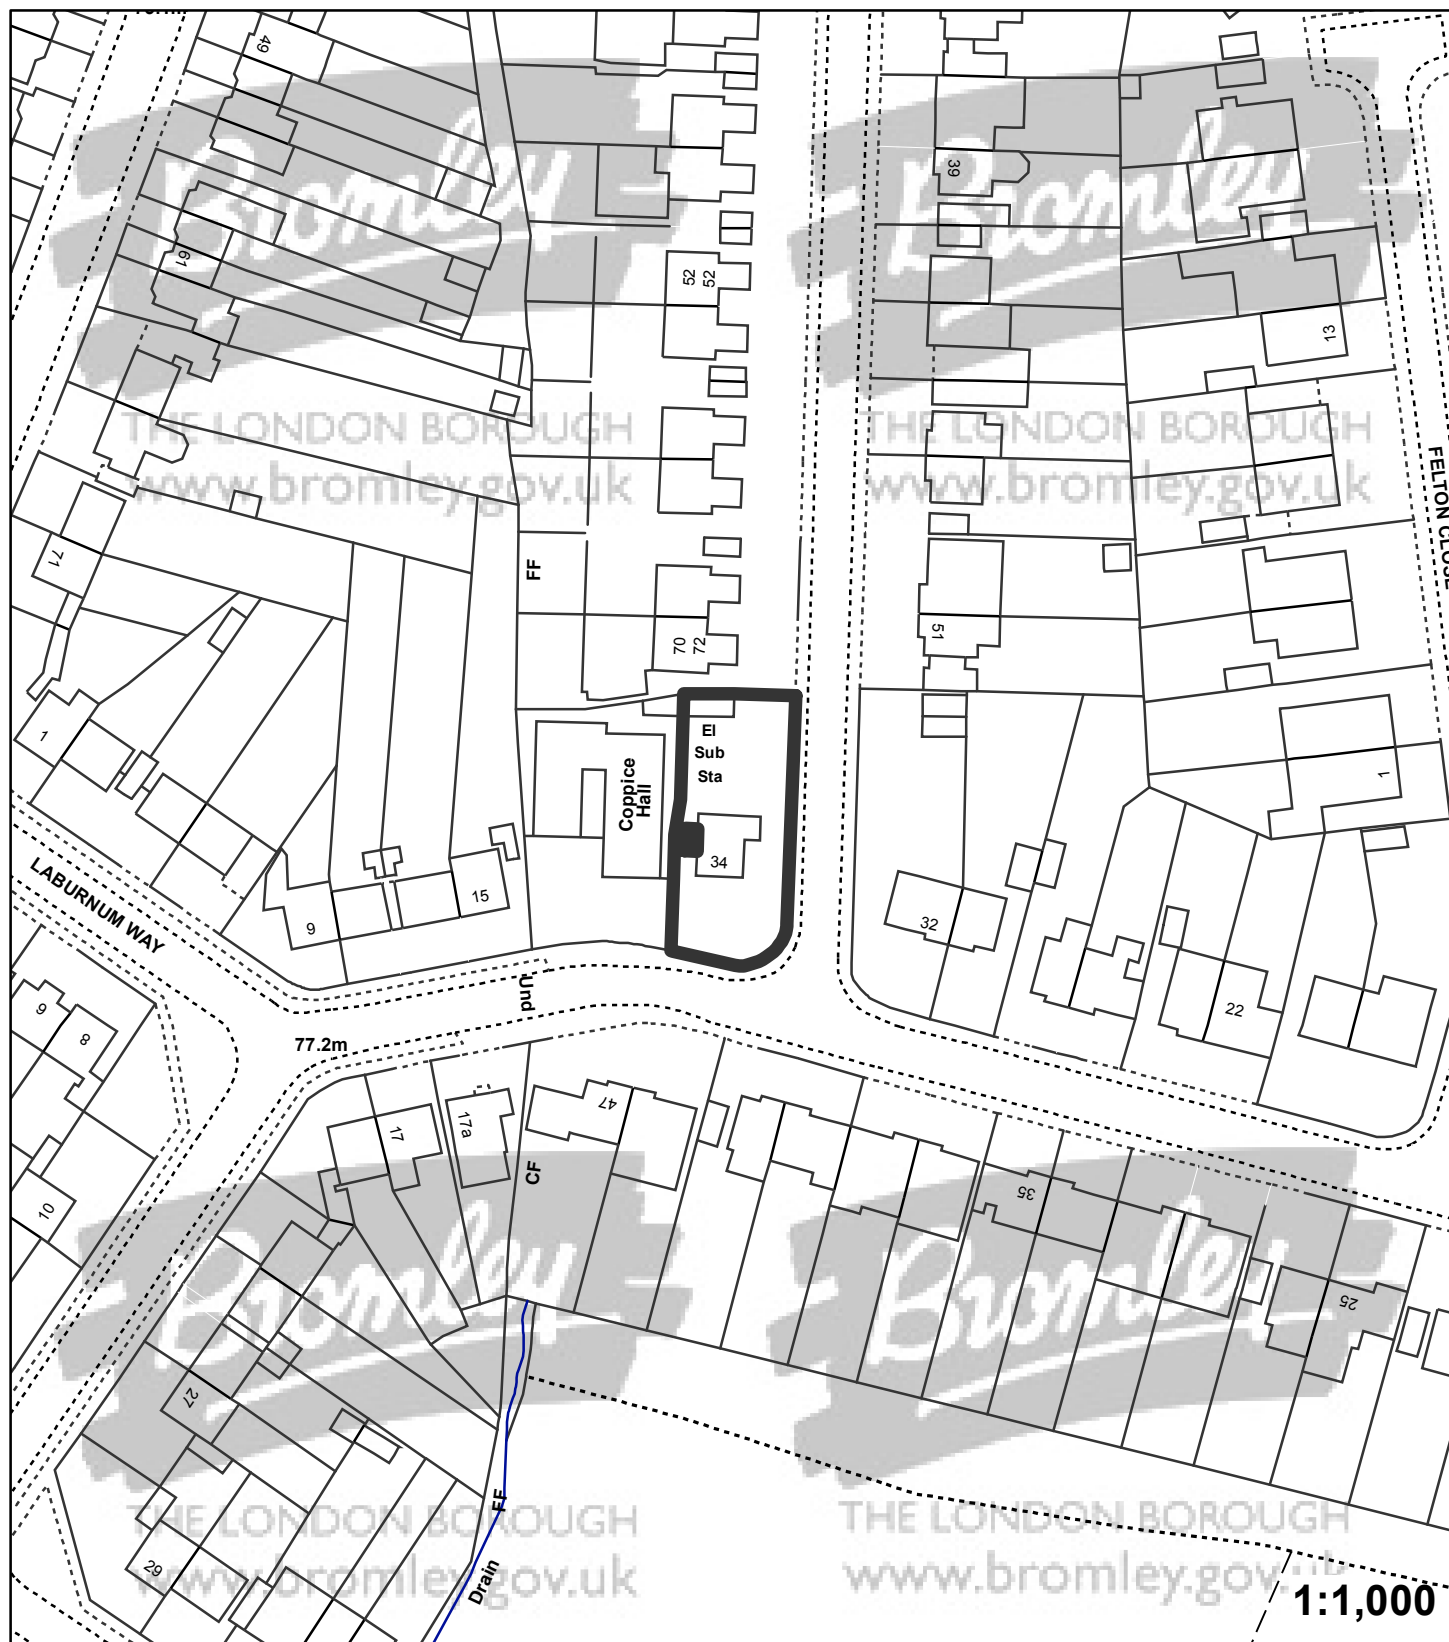 49
39
61
52
52
13
FELTON CLOSE
71
FF
51
70
72
1
El
Sub
Sta
Coppice
Hall
34
1
LABURNUM WAY
15
9
32
22
Und
77.2m
9
8
17
17a
47
CF
10
35
25
27
FF
Drain
29
1:1,000
Bromley
THE LONDON BOROUGH
www.bromley.gov.uk
Bromley
THE LONDON BOROUGH
www.bromley.gov.uk
Bromley
THE LONDON BOROUGH
www.bromley.gov.uk
Bromley
THE LONDON BOROUGH
www.bromley.gov.uk